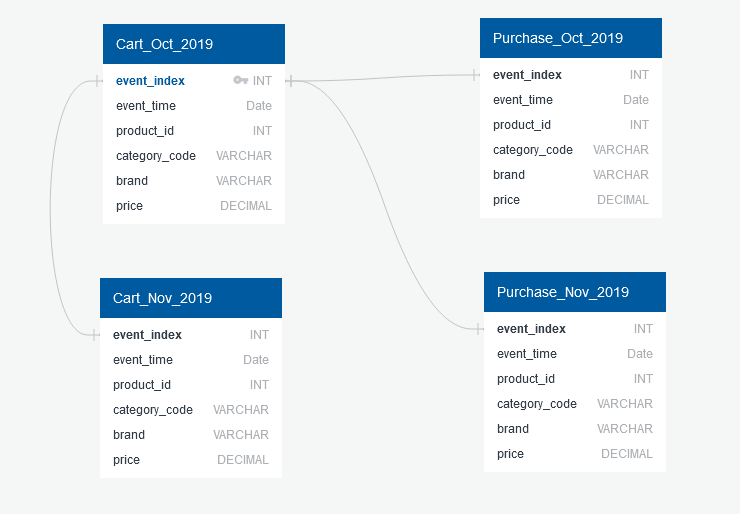 Cart_Oct_2019
event_index INT
event_time Date
product_id INT
category_code VARCHAR
brand VARCHAR
price DECIMAL
Purchase_Oct_2019
event_index INT
event_time Date
product_id INT
category_code VARCHAR
brand VARCHAR
price DECIMAL
Cart_Nov_2019
event_index INT
event_time Date
product_id INT
category_code VARCHAR
brand VARCHAR
price DECIMAL
Purchase_Nov_2019
event_index INT
event_time Date
product_id INT
category_code VARCHAR
brand VARCHAR
price DECIMAL